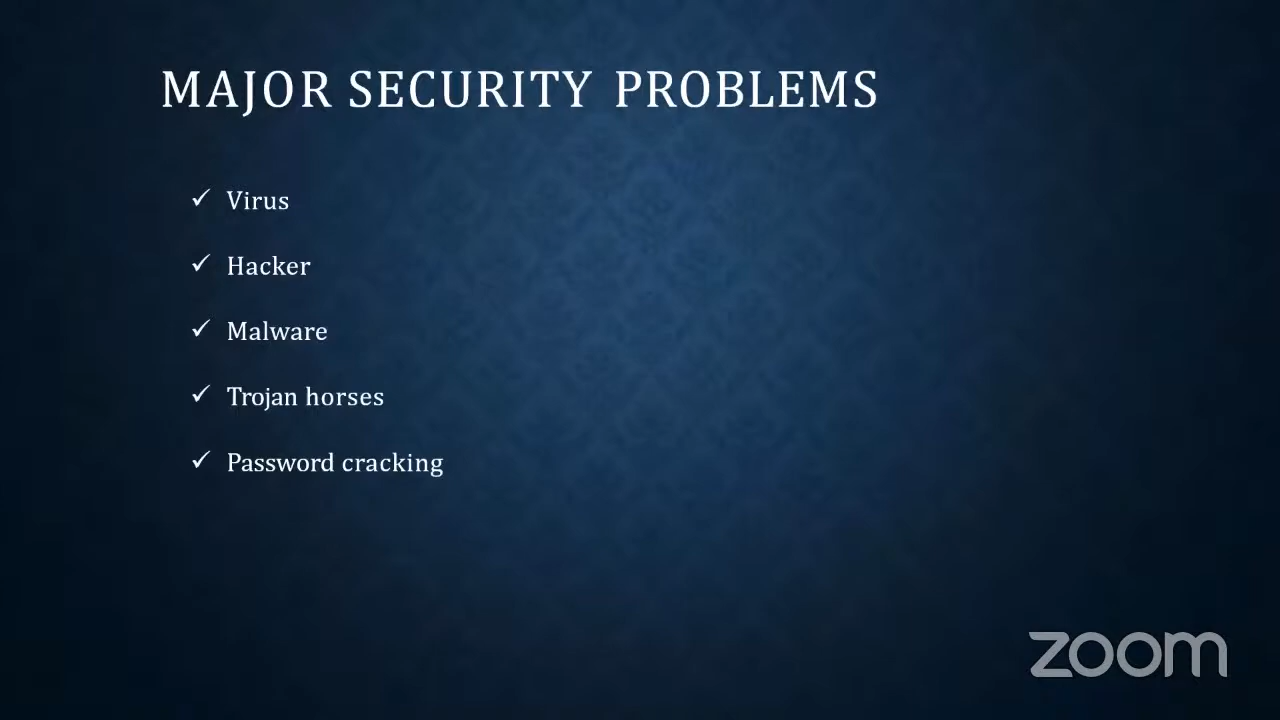 MAJOR SECURITY PROBLEMS
✓ Virus
✓ Hacker
✓ Malware
✓ Trojan horses
✓ Password cracking
zoom